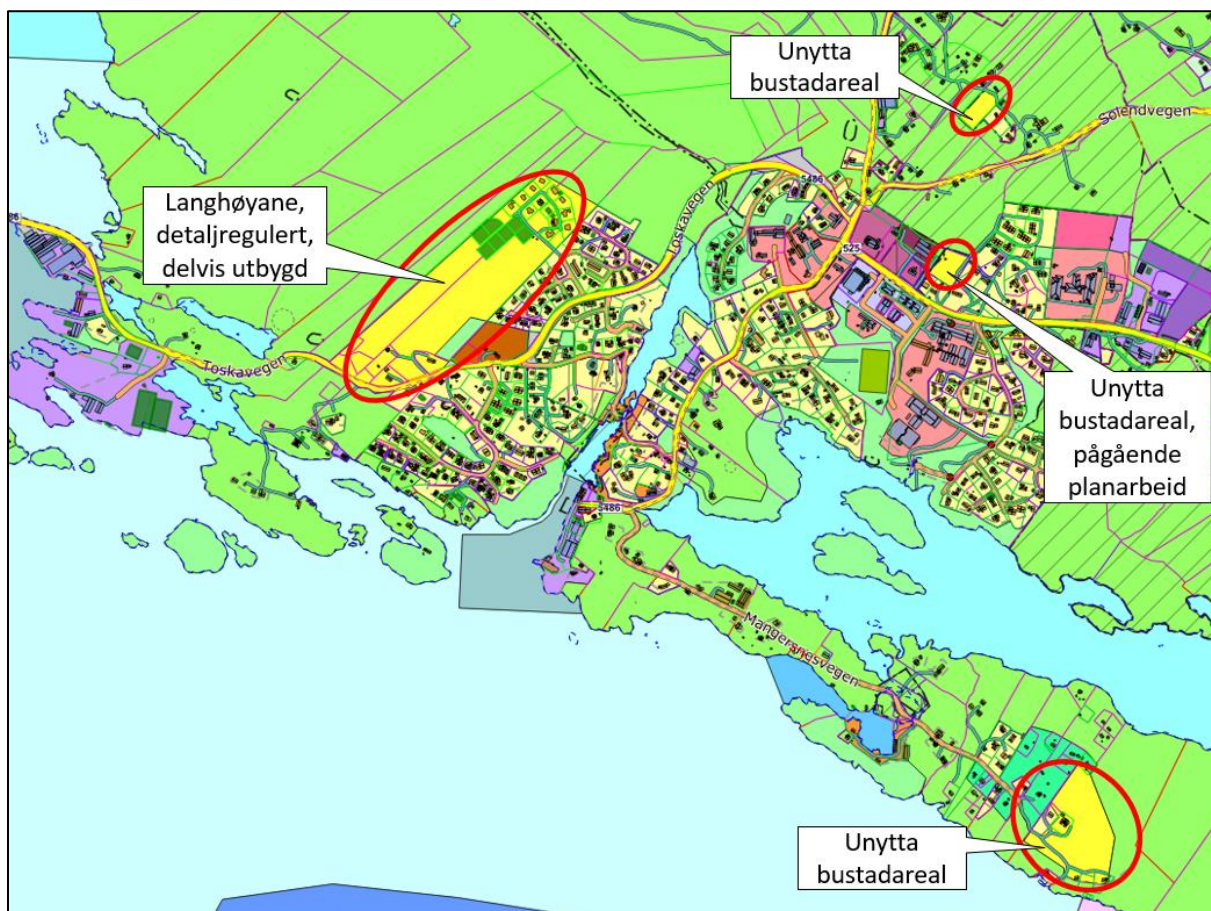 Unytta
bustadareal
Solendvegen
Langhøyane,
detaljregulert,
delvis utbygd
Toskavegen
5486
5486
525
Toskavegen
Unytta
bustadareal,
pågående
planarbeid
5486
Mangersnesvegen
Unytta
bustadareal